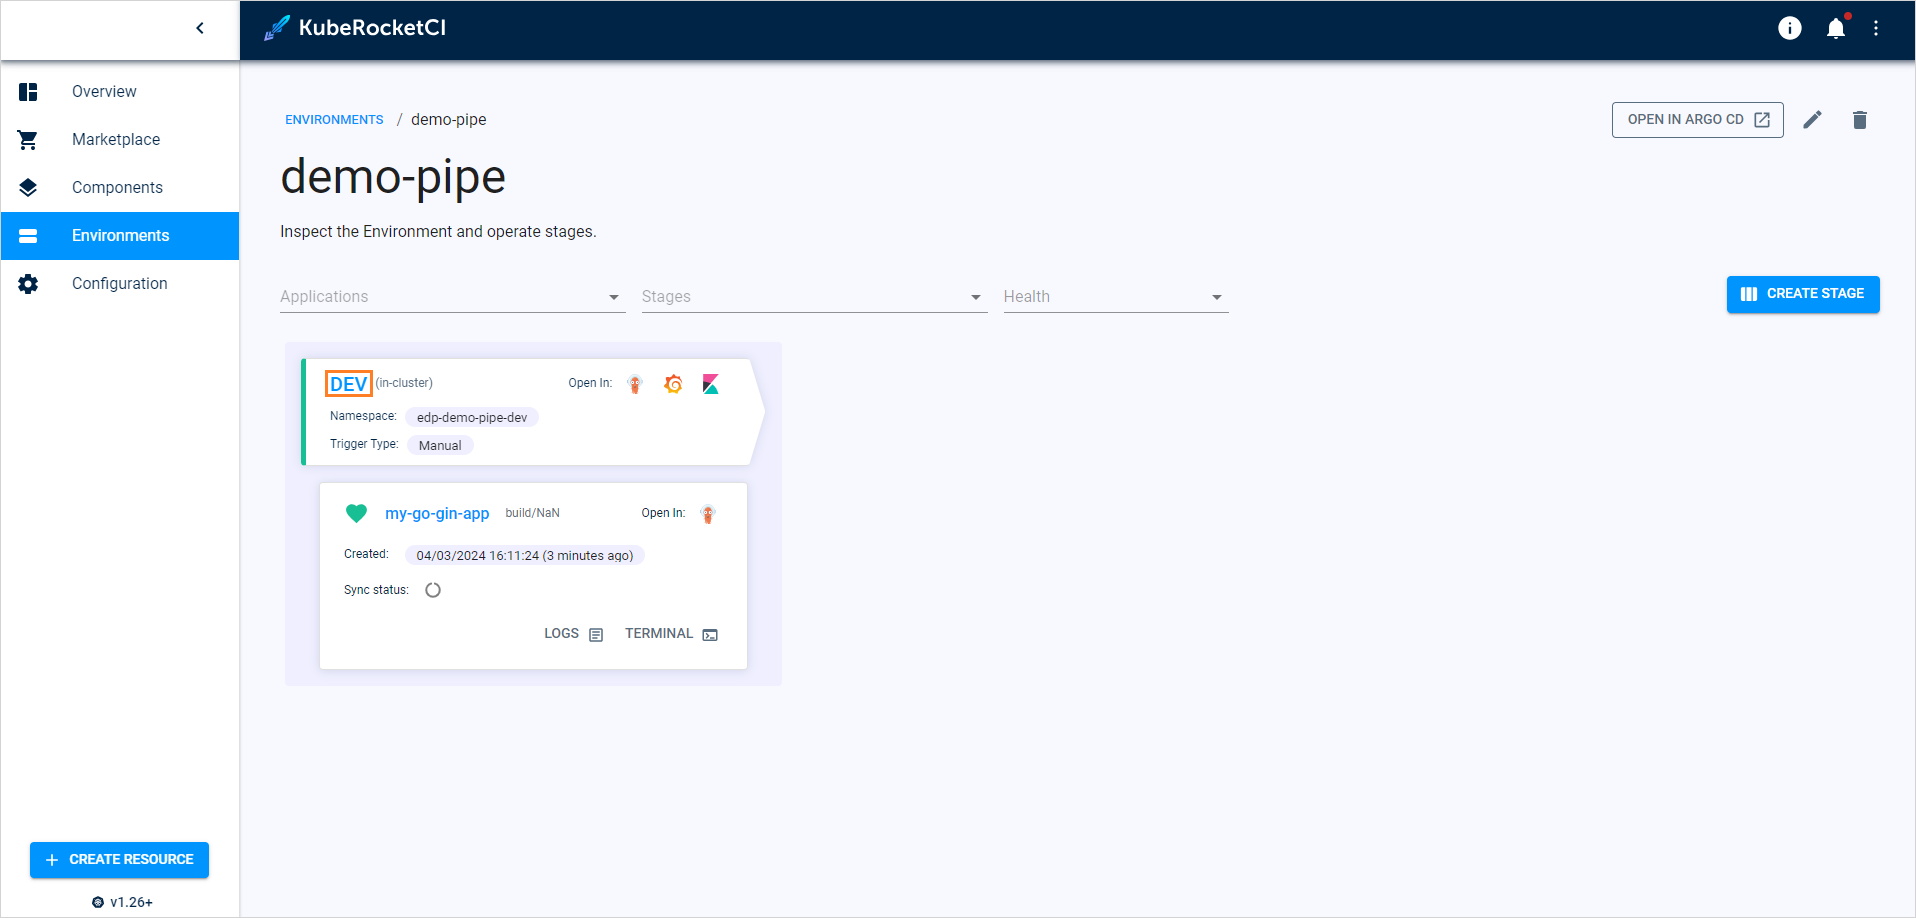 KubeRocketCI
Overview
Marketplace
Components
Environments
Configuration
ENVIRONMENTS / demo-pipe
OPEN IN ARGO CD
demo-pipe
Inspect the Environment and operate stages.
Applications
Stages
Health
CREATE STAGE
DEV (in-cluster)
Open In:
Namespace: edp-demo-pipe-dev
Trigger Type: Manual
my-go-gin-app build/NaN
Open In:
Created: 04/03/2024 16:11:24 (3 minutes ago)
Sync status:
LOGS
TERMINAL
+ CREATE RESOURCE
v1.26+